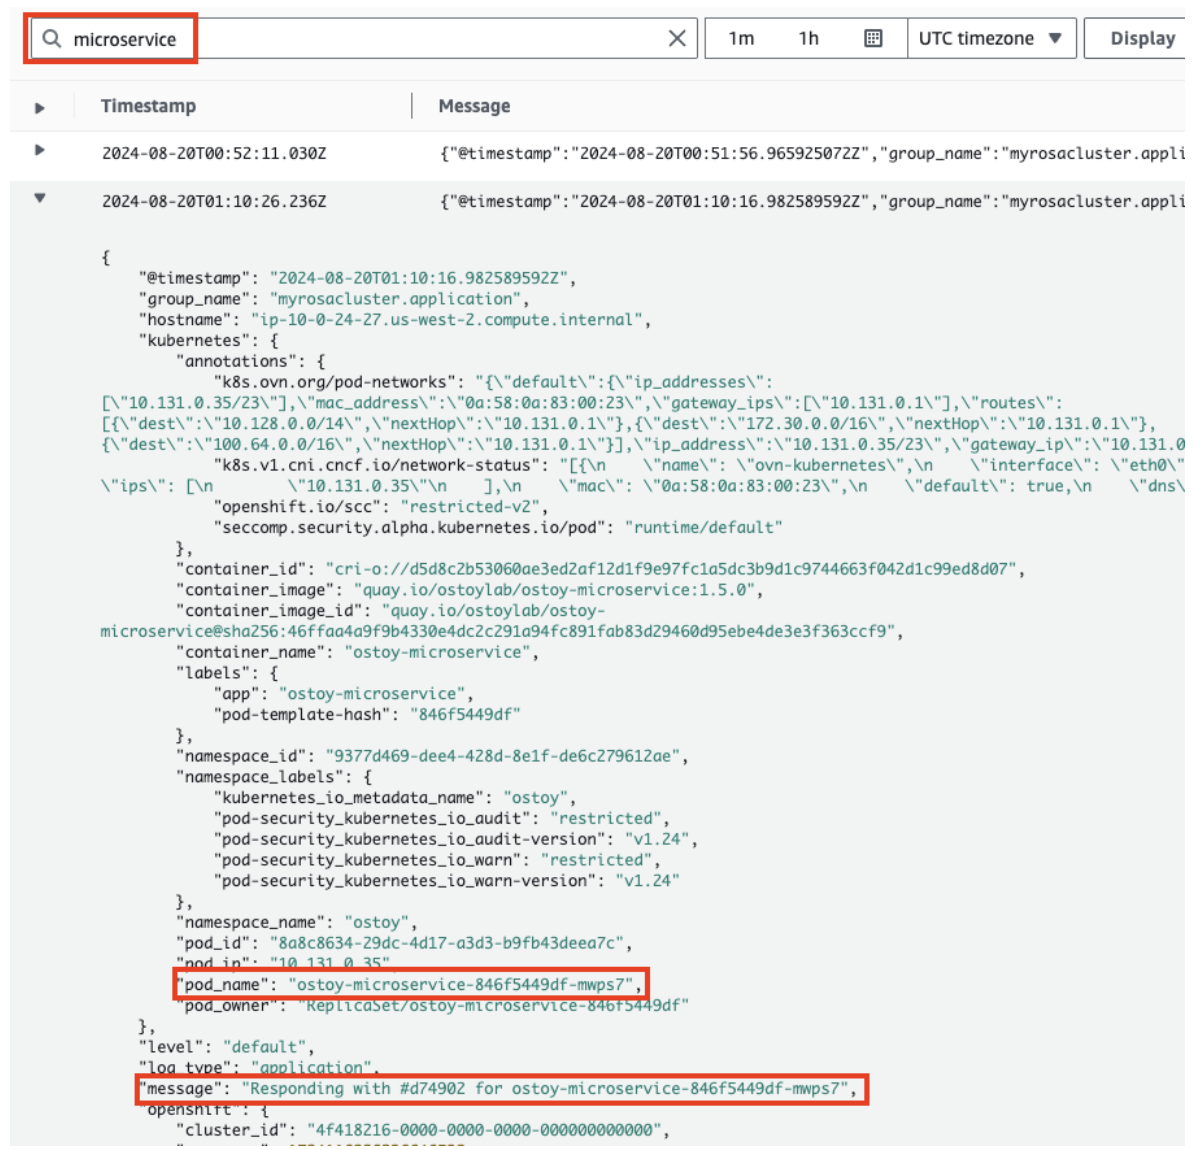 microservice
1m 1h UTC timezone Display
Timestamp Message
2024-08-20T00:52:11.030Z {"@timestamp":"2024-08-20T00:51:56.965925072Z","group_name":"myrosacluster.appli
2024-08-20T01:10:26.236Z {"@timestamp":"2024-08-20T01:10:16.982589592Z","group_name":"myrosacluster.appli
{
"@timestamp": "2024-08-20T01:10:16.982589592Z",
"group_name": "myrosacluster.application",
"hostname": "ip-10-0-24-27.us-west-2.compute.internal",
"kubernetes": {
"annotations": {
"k8s.ovn.org/pod-networks": "{\"default\":{\"ip_addresses\":
[\"10.131.0.35/23\"],\"mac_address\":\"0a:58:0a:83:00:23\",\"gateway_ips\":[\"10.131.0.1\"],\"routes\":
[{\"dest\":\"10.128.0.0/14\",\"nextHop\":\"10.131.0.1\"},{\"dest\":\"172.30.0.0/16\",\"nextHop\":\"10.131.0.1\"},
{\"dest\":\"100.64.0.0/16\",\"nextHop\":\"10.131.0.1\"}],\"ip_address\":\"10.131.0.35/23\",\"gateway_ip\":\"10.131.0
"k8s.v1.cni.cncf.io/network-status": "[{\n \"name\": \"ovn-kubernetes\",\n \"interface\": \"eth0\"
\"ips\": [\n \"10.131.0.35\"\n ],\n \"mac\": \"0a:58:0a:83:00:23\",\n \"default\": true,\n \"dns\
"openshift.io/scc": "restricted-v2",
"seccomp.security.alpha.kubernetes.io/pod": "runtime/default"
},
"container_id": "cri-o://d5d8c2b53060ae3ed2af12d1f9e97fc1a5dc3b9d1c9744663f042d1c99ed8d07",
"container_image": "quay.io/ostoylab/ostoy-microservice:1.5.0",
"container_image_id": "quay.io/ostoylab/ostoy-
microservice@sha256:46ffaa4a9f9b4330e4dc2c291a94fc891fab83d29460d95ebe4de3e3f363ccf9",
"container_name": "ostoy-microservice",
"labels": {
"app": "ostoy-microservice",
"pod-template-hash": "846f5449df"
},
"namespace_id": "9377d469-dee4-428d-8e1f-de6c279612ae",
"namespace_labels": {
"kubernetes_io_metadata_name": "ostoy",
"pod-security_kubernetes_io_audit": "restricted",
"pod-security_kubernetes_io_audit-version": "v1.24",
"pod-security_kubernetes_io_warn": "restricted",
"pod-security_kubernetes_io_warn-version": "v1.24"
},
"namespace_name": "ostoy",
"pod_id": "8a8c8634-29dc-4d17-a3d3-b9fb43deea7c",
"pod_ip": "10.131.0.35",
"pod_name": "ostoy-microservice-846f5449df-mwps7",
"pod_owner": "ReplicaSet/ostoy-microservice-846f5449df"
},
"level": "default",
"log_type": "application",
"message": "Responding with #d74902 for ostoy-microservice-846f5449df-mwps7",
"openshift": {
"cluster_id": "4f418216-0000-0000-0000-000000000000",